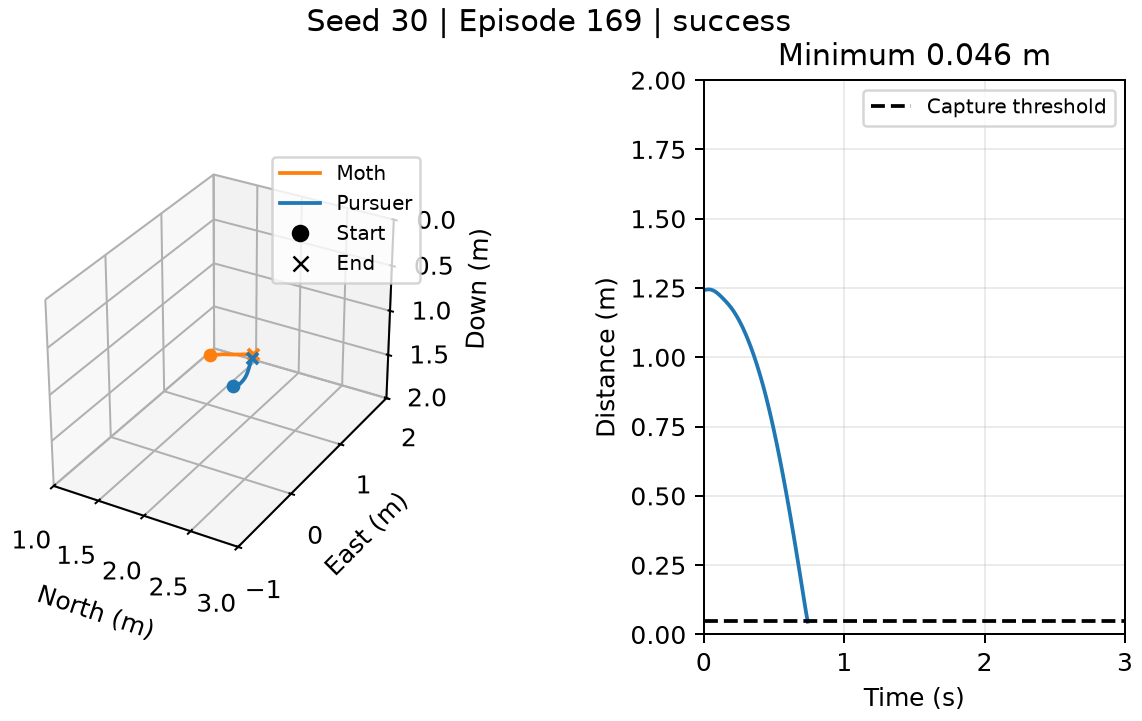 Seed 30 | Episode 169 | success
Moth
Pursuer
Start
End
0.0
0.5
1.0
1.5
2.0
Down (m)
2
1
0
−1
East (m)
1.0
1.5
2.0
2.5
3.0
North (m)
Minimum 0.046 m
Capture threshold
2.00
1.75
1.50
1.25
1.00
0.75
0.50
0.25
0.00
Distance (m)
0 1 2 3
Time (s)